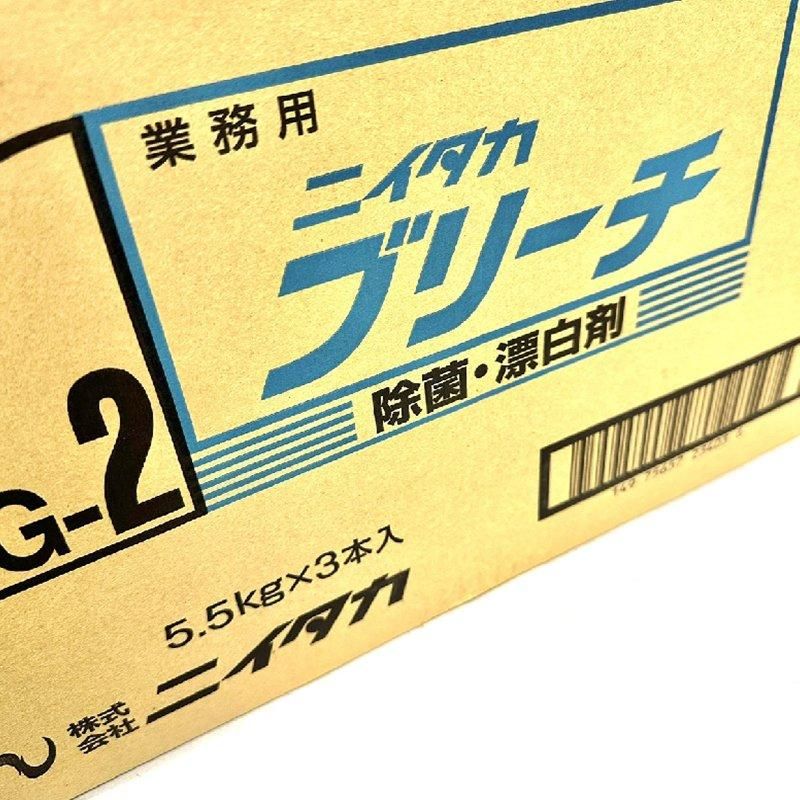 業務用
ニイタカ
ブリーチ
除菌・漂白剤
G-2
5.5kg×3本入
株式会社
ニイタカ